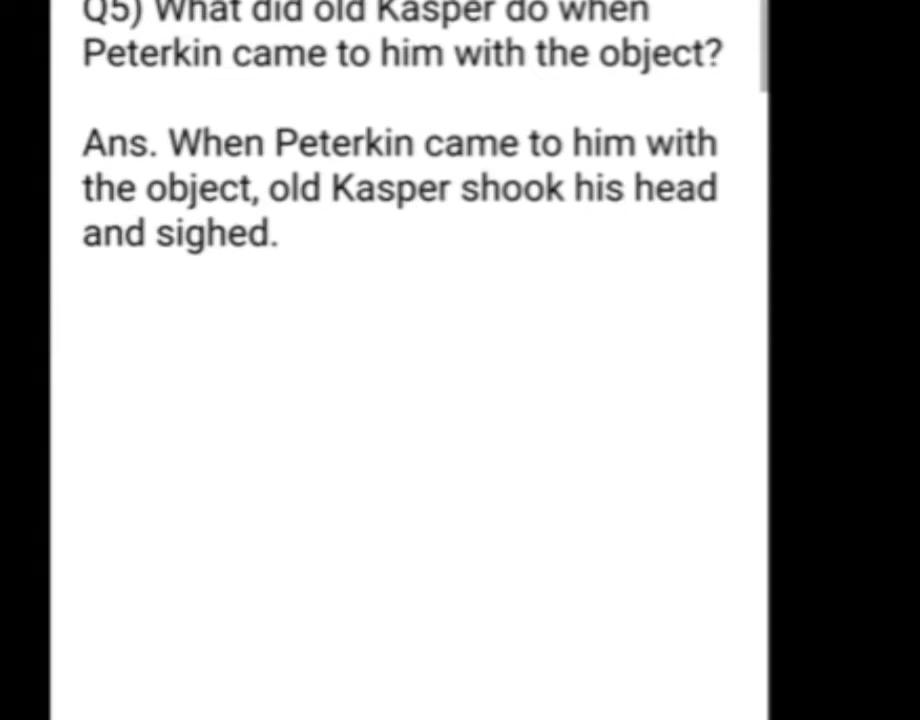 Q5) What did old Kasper do when
Peterkin came to him with the object?
Ans. When Peterkin came to him with
the object, old Kasper shook his head
and sighed.